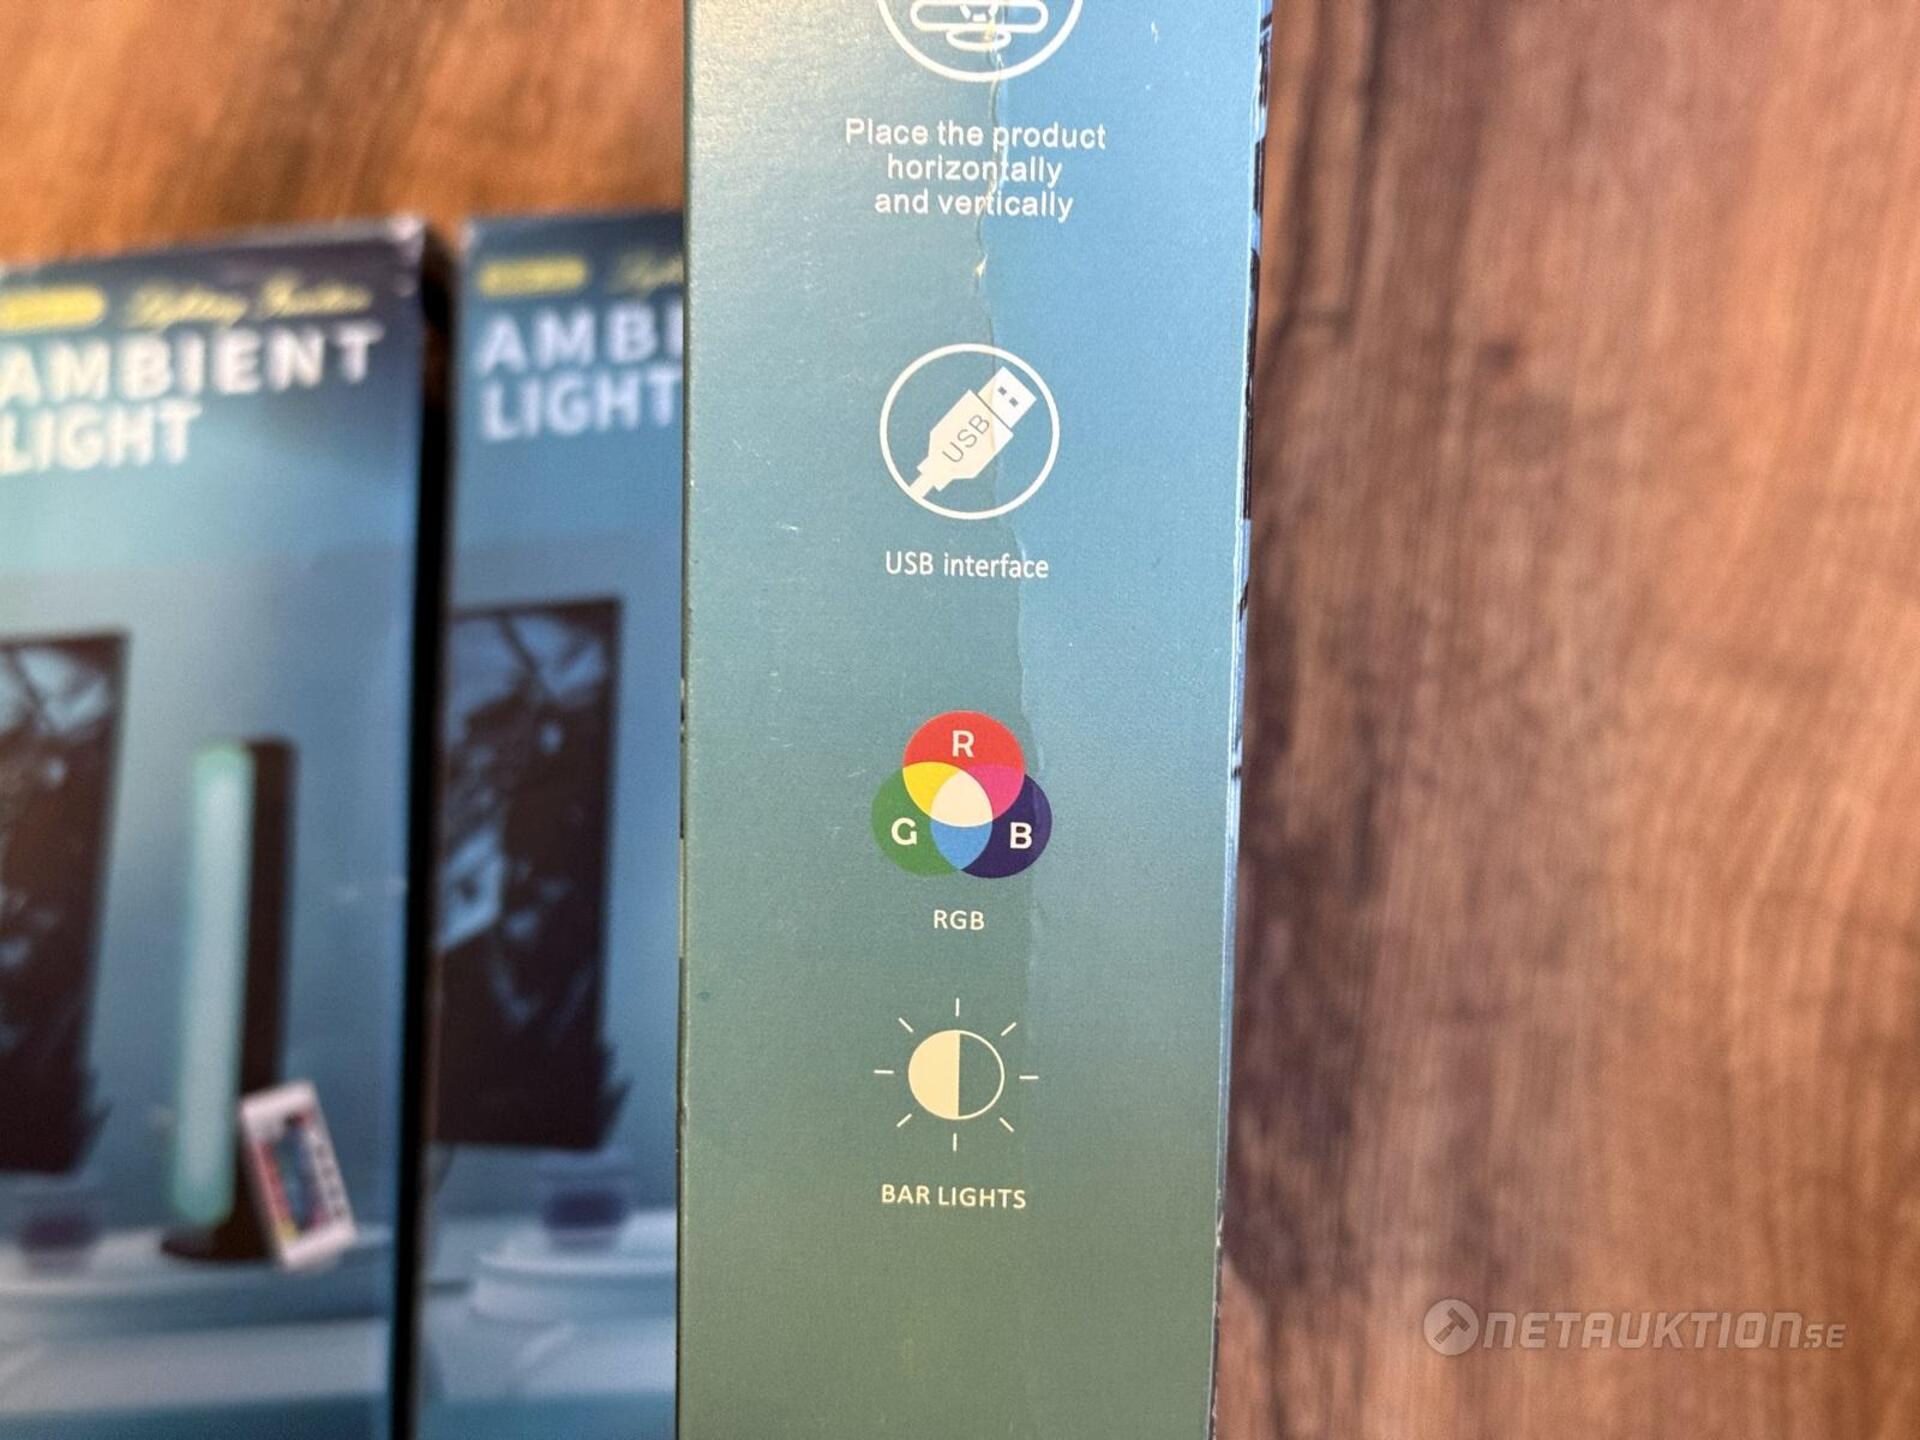 Place the product
horizontally
and vertically
USB
USB interface
R
G B
RGB
BAR LIGHTS
AMBIENT
LIGHT
AMBI
LIGHT
NETAUKTION.SE